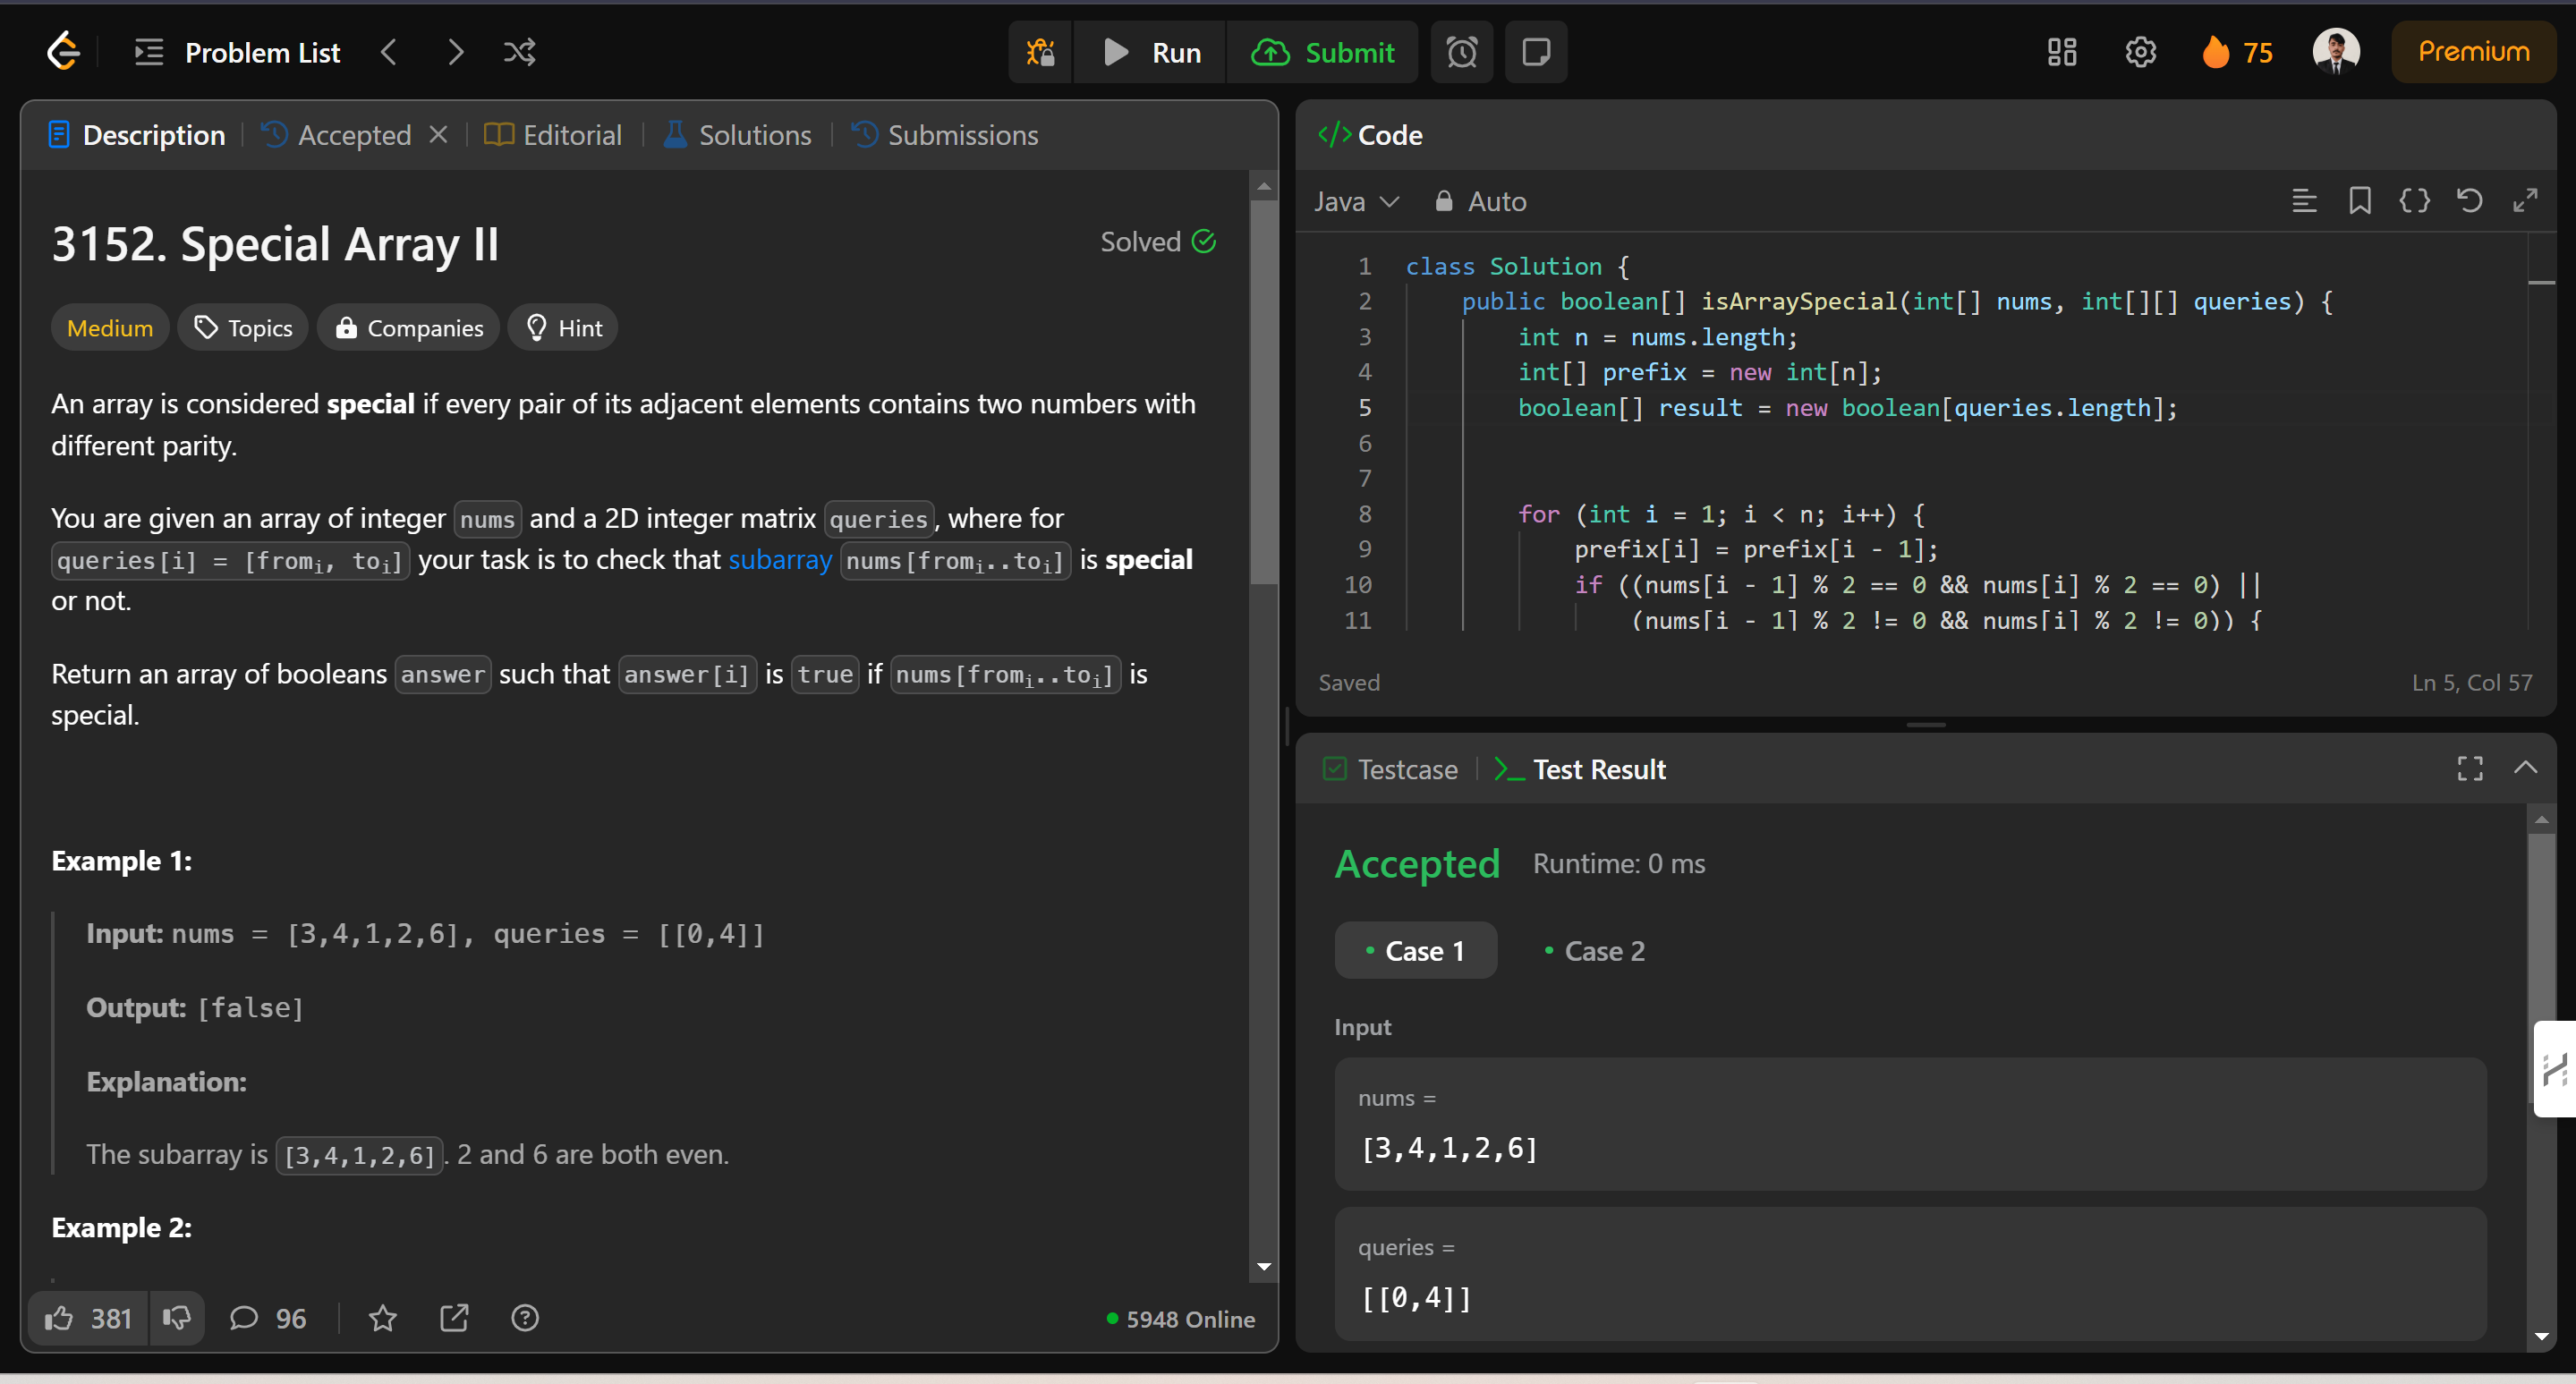 Problem List
Run
Submit
75
Premium
Description
Accepted
Editorial
Solutions
Submissions
3152. Special Array II
Solved
Medium
Topics
Companies
Hint
An array is considered special if every pair of its adjacent elements contains two numbers with
different parity.
You are given an array of integer nums and a 2D integer matrix queries, where for
queries[i] = [fromi, toi] your task is to check that subarray nums[fromi..toi] is special
or not.
Return an array of booleans answer such that answer[i] is true if nums[fromi..toi] is
special.
Example 1:
Input: nums = [3,4,1,2,6], queries = [[0,4]]
Output: [false]
Explanation:
The subarray is [3,4,1,2,6]. 2 and 6 are both even.
Example 2:
381
96
5948 Online
</> Code
Java
Auto
1 class Solution {
2 public boolean[] isArraySpecial(int[] nums, int[][] queries) {
3 int n = nums.length;
4 int[] prefix = new int[n];
5 boolean[] result = new boolean[queries.length];
6
7
8 for (int i = 1; i < n; i++) {
9 prefix[i] = prefix[i - 1];
10 if ((nums[i - 1] % 2 == 0 && nums[i] % 2 == 0) ||
11 (nums[i - 1] % 2 != 0 && nums[i] % 2 != 0)) {
Saved
Ln 5, Col 57
Testcase
Test Result
Accepted
Runtime: 0 ms
Case 1
Case 2
Input
nums =
[3,4,1,2,6]
queries =
[[0,4]]